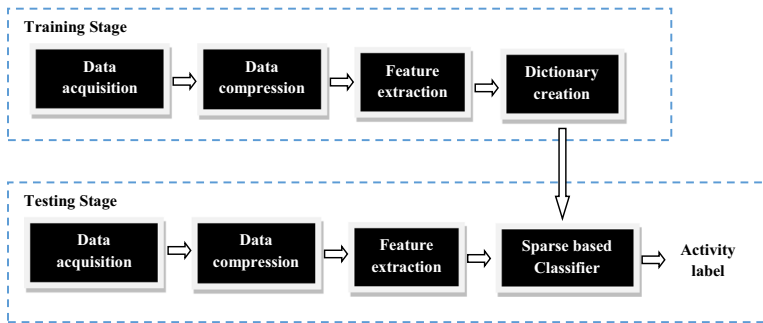 Training Stage
Data
acquisition
Data
compression
Feature
extraction
Dictionary
creation
Testing Stage
Data
acquisition
Data
compression
Feature
extraction
Sparse based
Classifier
Activity
label